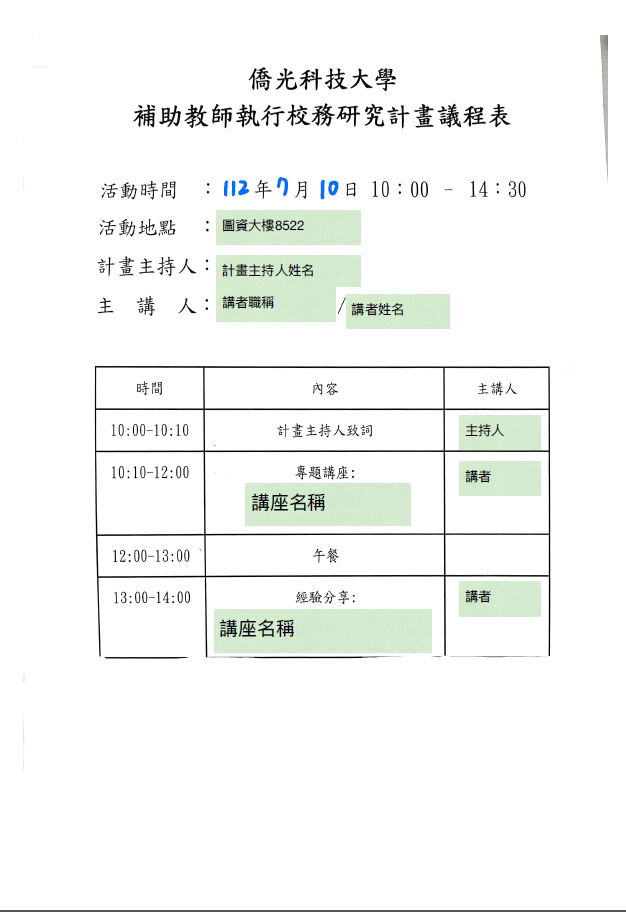 僑光科技大學
補助教師執行校務研究計畫議程表
活動時間：112年7月10日 10：00 - 14：30
活動地點：圖資大樓8522
計畫主持人：計畫主持人姓名
主講人：講者職稱/講者姓名
時間 內容 主講人
10:00-10:10 計畫主持人致詞 主持人
10:10-12:00 專題講座: 講者
講座名稱
12:00-13:00 午餐
13:00-14:00 經驗分享: 講者
講座名稱